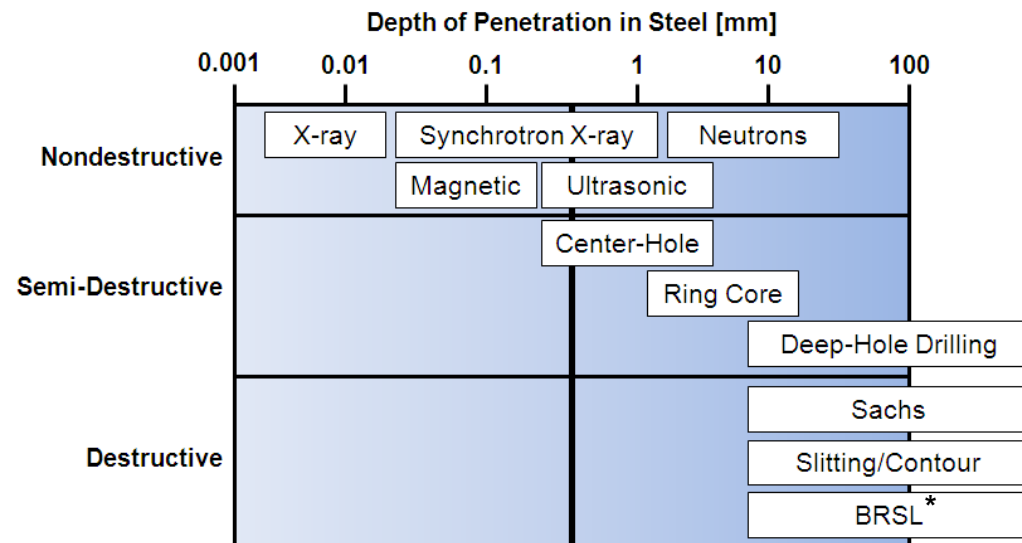 Depth of Penetration in Steel [mm]
0.001 0.01 0.1 1 10 100
Nondestructive
X-ray Synchrotron X-ray Neutrons
Magnetic Ultrasonic
Semi-Destructive
Center-Hole
Ring Core
Deep-Hole Drilling
Destructive
Sachs
Slitting/Contour
BRSL*